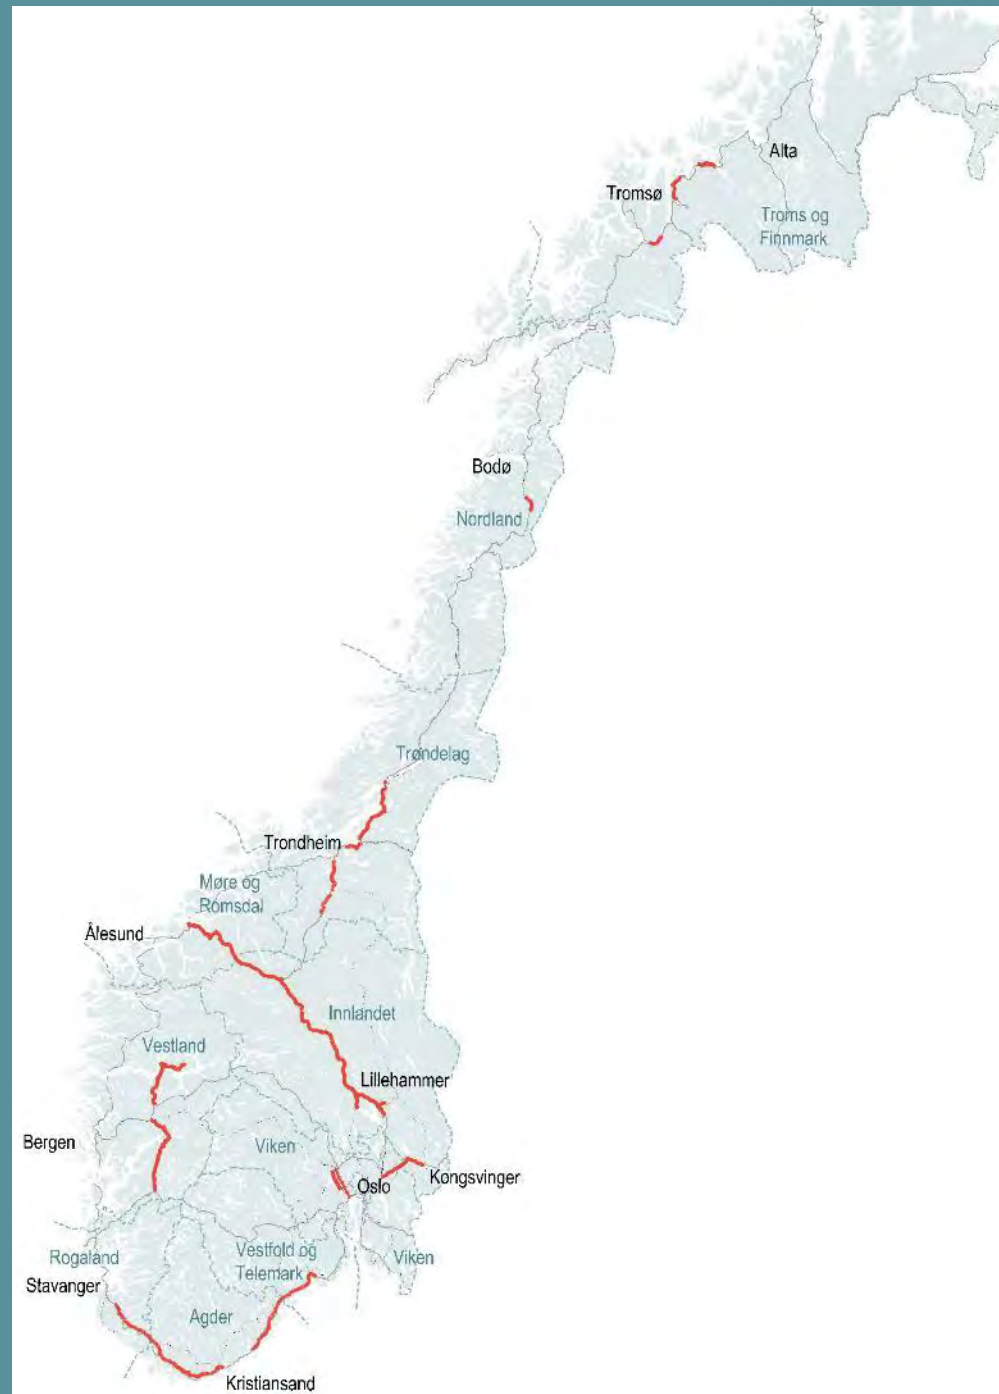 Alta
Tromsø
Troms og
Finnmark
Bodø
Nordland
Trøndelag
Trondheim
Møre og
Romsdal
Ålesund
Innlandet
Vestland
Lillehammer
Bergen
Viken
Kongsvinger
Oslo
Vestfold og
Telemark
Viken
Rogaland
Stavanger
Agder
Kristiansand